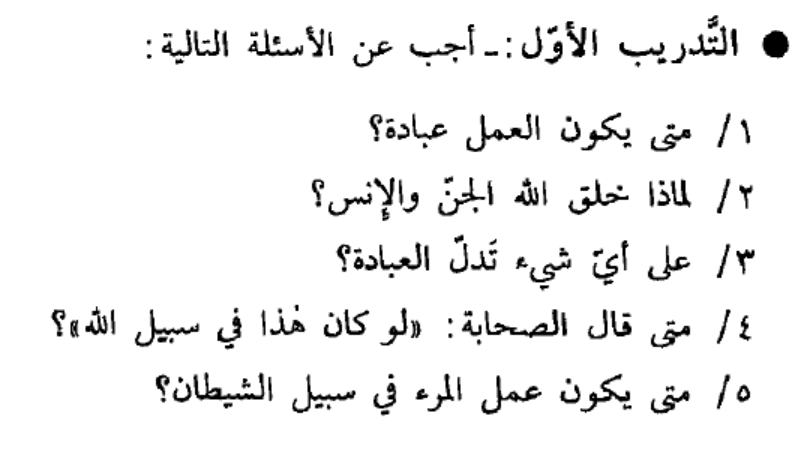 ● التَّدريب الأوّل: ـ أجب عن الأسئلة التالية:
١/ متى يكون العمل عبادة؟
٢/ لماذا خلق الله الجنّ والإنس؟
٣/ على أيّ شيء تَدلّ العبادة؟
٤/ متى قال الصحابة: «لو كان هٰذا في سبيل الله»؟
٥/ متى يكون عمل المرء في سبيل الشيطان؟